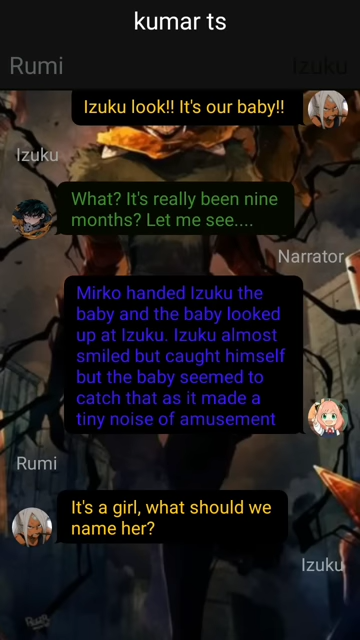 kumar ts
Rumi
Izuku
Izuku look!! It's our baby!!
Izuku
What? It's really been nine
months? Let me see....
Narrator
Mirko handed Izuku the
baby and the baby looked
up at Izuku. Izuku almost
smiled but caught himself
but the baby seemed to
catch that as it made a
tiny noise of amusement
Rumi
It's a girl, what should we
name her?
Izuku